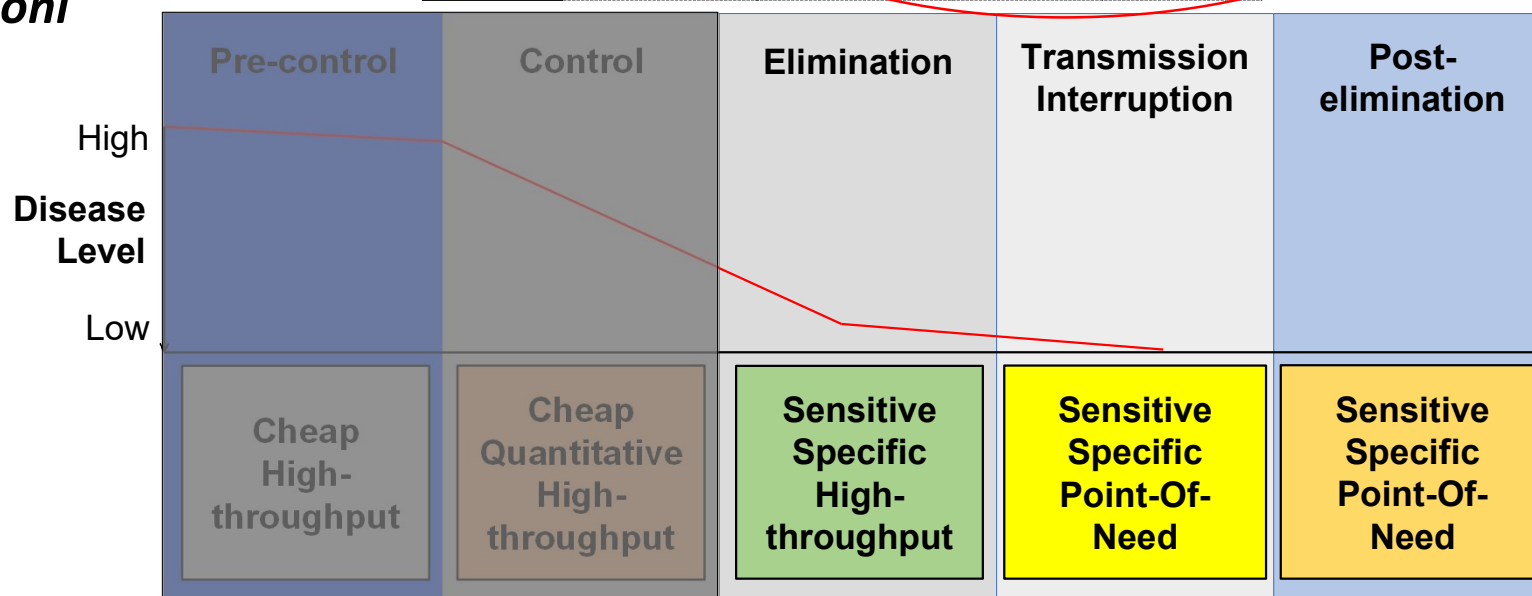 oni
Pre-control
Control
Elimination
Transmission
Interruption
Post-
elimination
High
Disease
Level
Low
Cheap
High-
throughput
Cheap
Quantitative
High-
throughput
Sensitive
Specific
High-
throughput
Sensitive
Specific
Point-Of-
Need
Sensitive
Specific
Point-Of-
Need